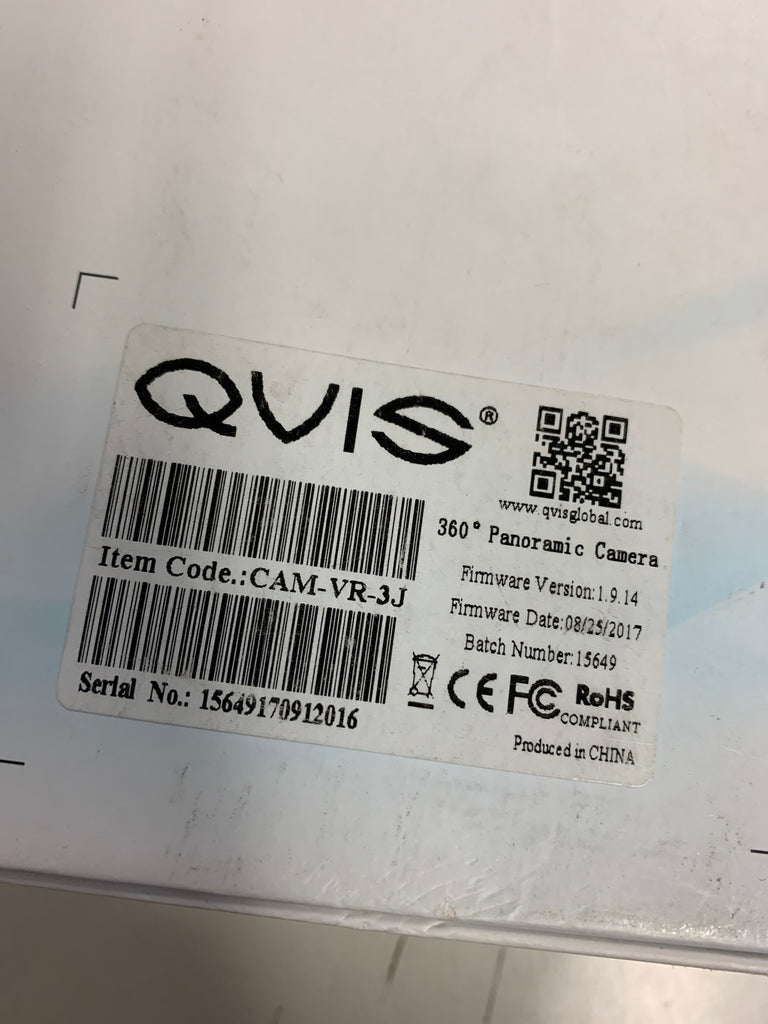 QVIS®
www.qvisglobal.com
360° Panoramic Camera
Item Code.:CAM-VR-3J
Firmware Version:1.9.14
Firmware Date:08/25/2017
Batch Number:15649
Serial No.: 15649170912016
CE FC RoHS
COMPLIANT
Produced in CHINA